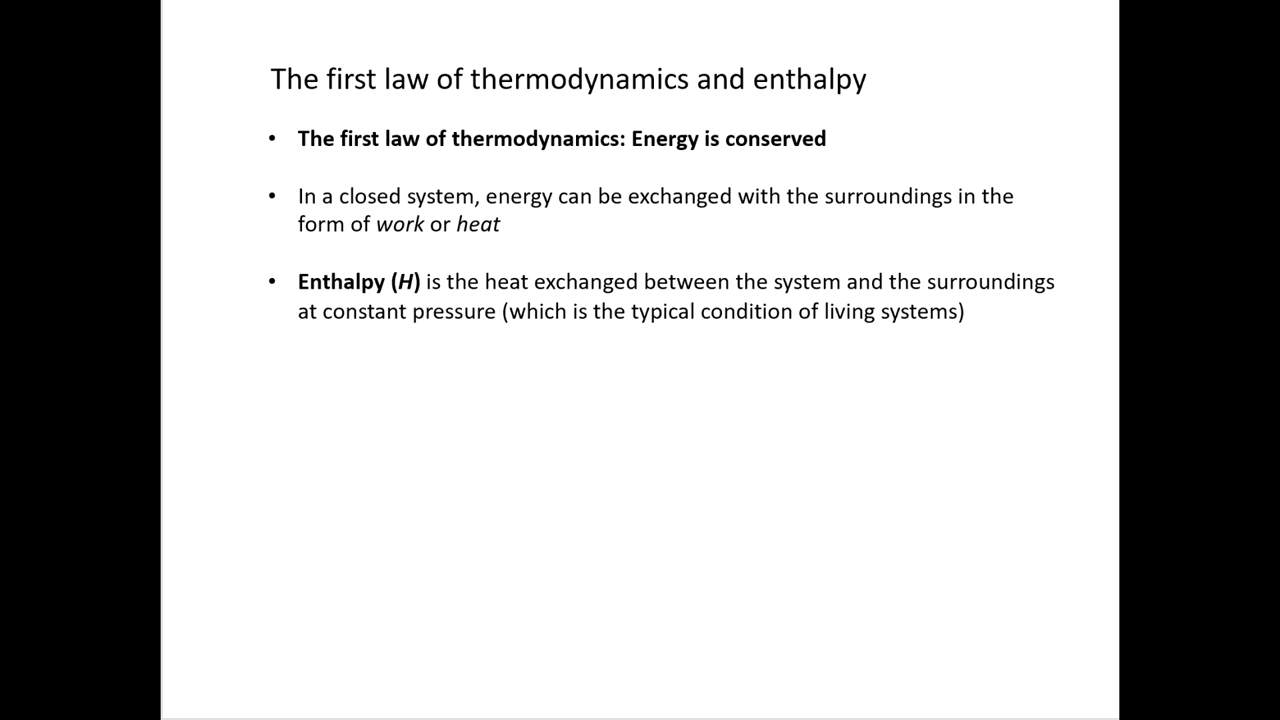 The first law of thermodynamics and enthalpy
• The first law of thermodynamics: Energy is conserved
• In a closed system, energy can be exchanged with the surroundings in the
form of work or heat
• Enthalpy (H) is the heat exchanged between the system and the surroundings
at constant pressure (which is the typical condition of living systems)